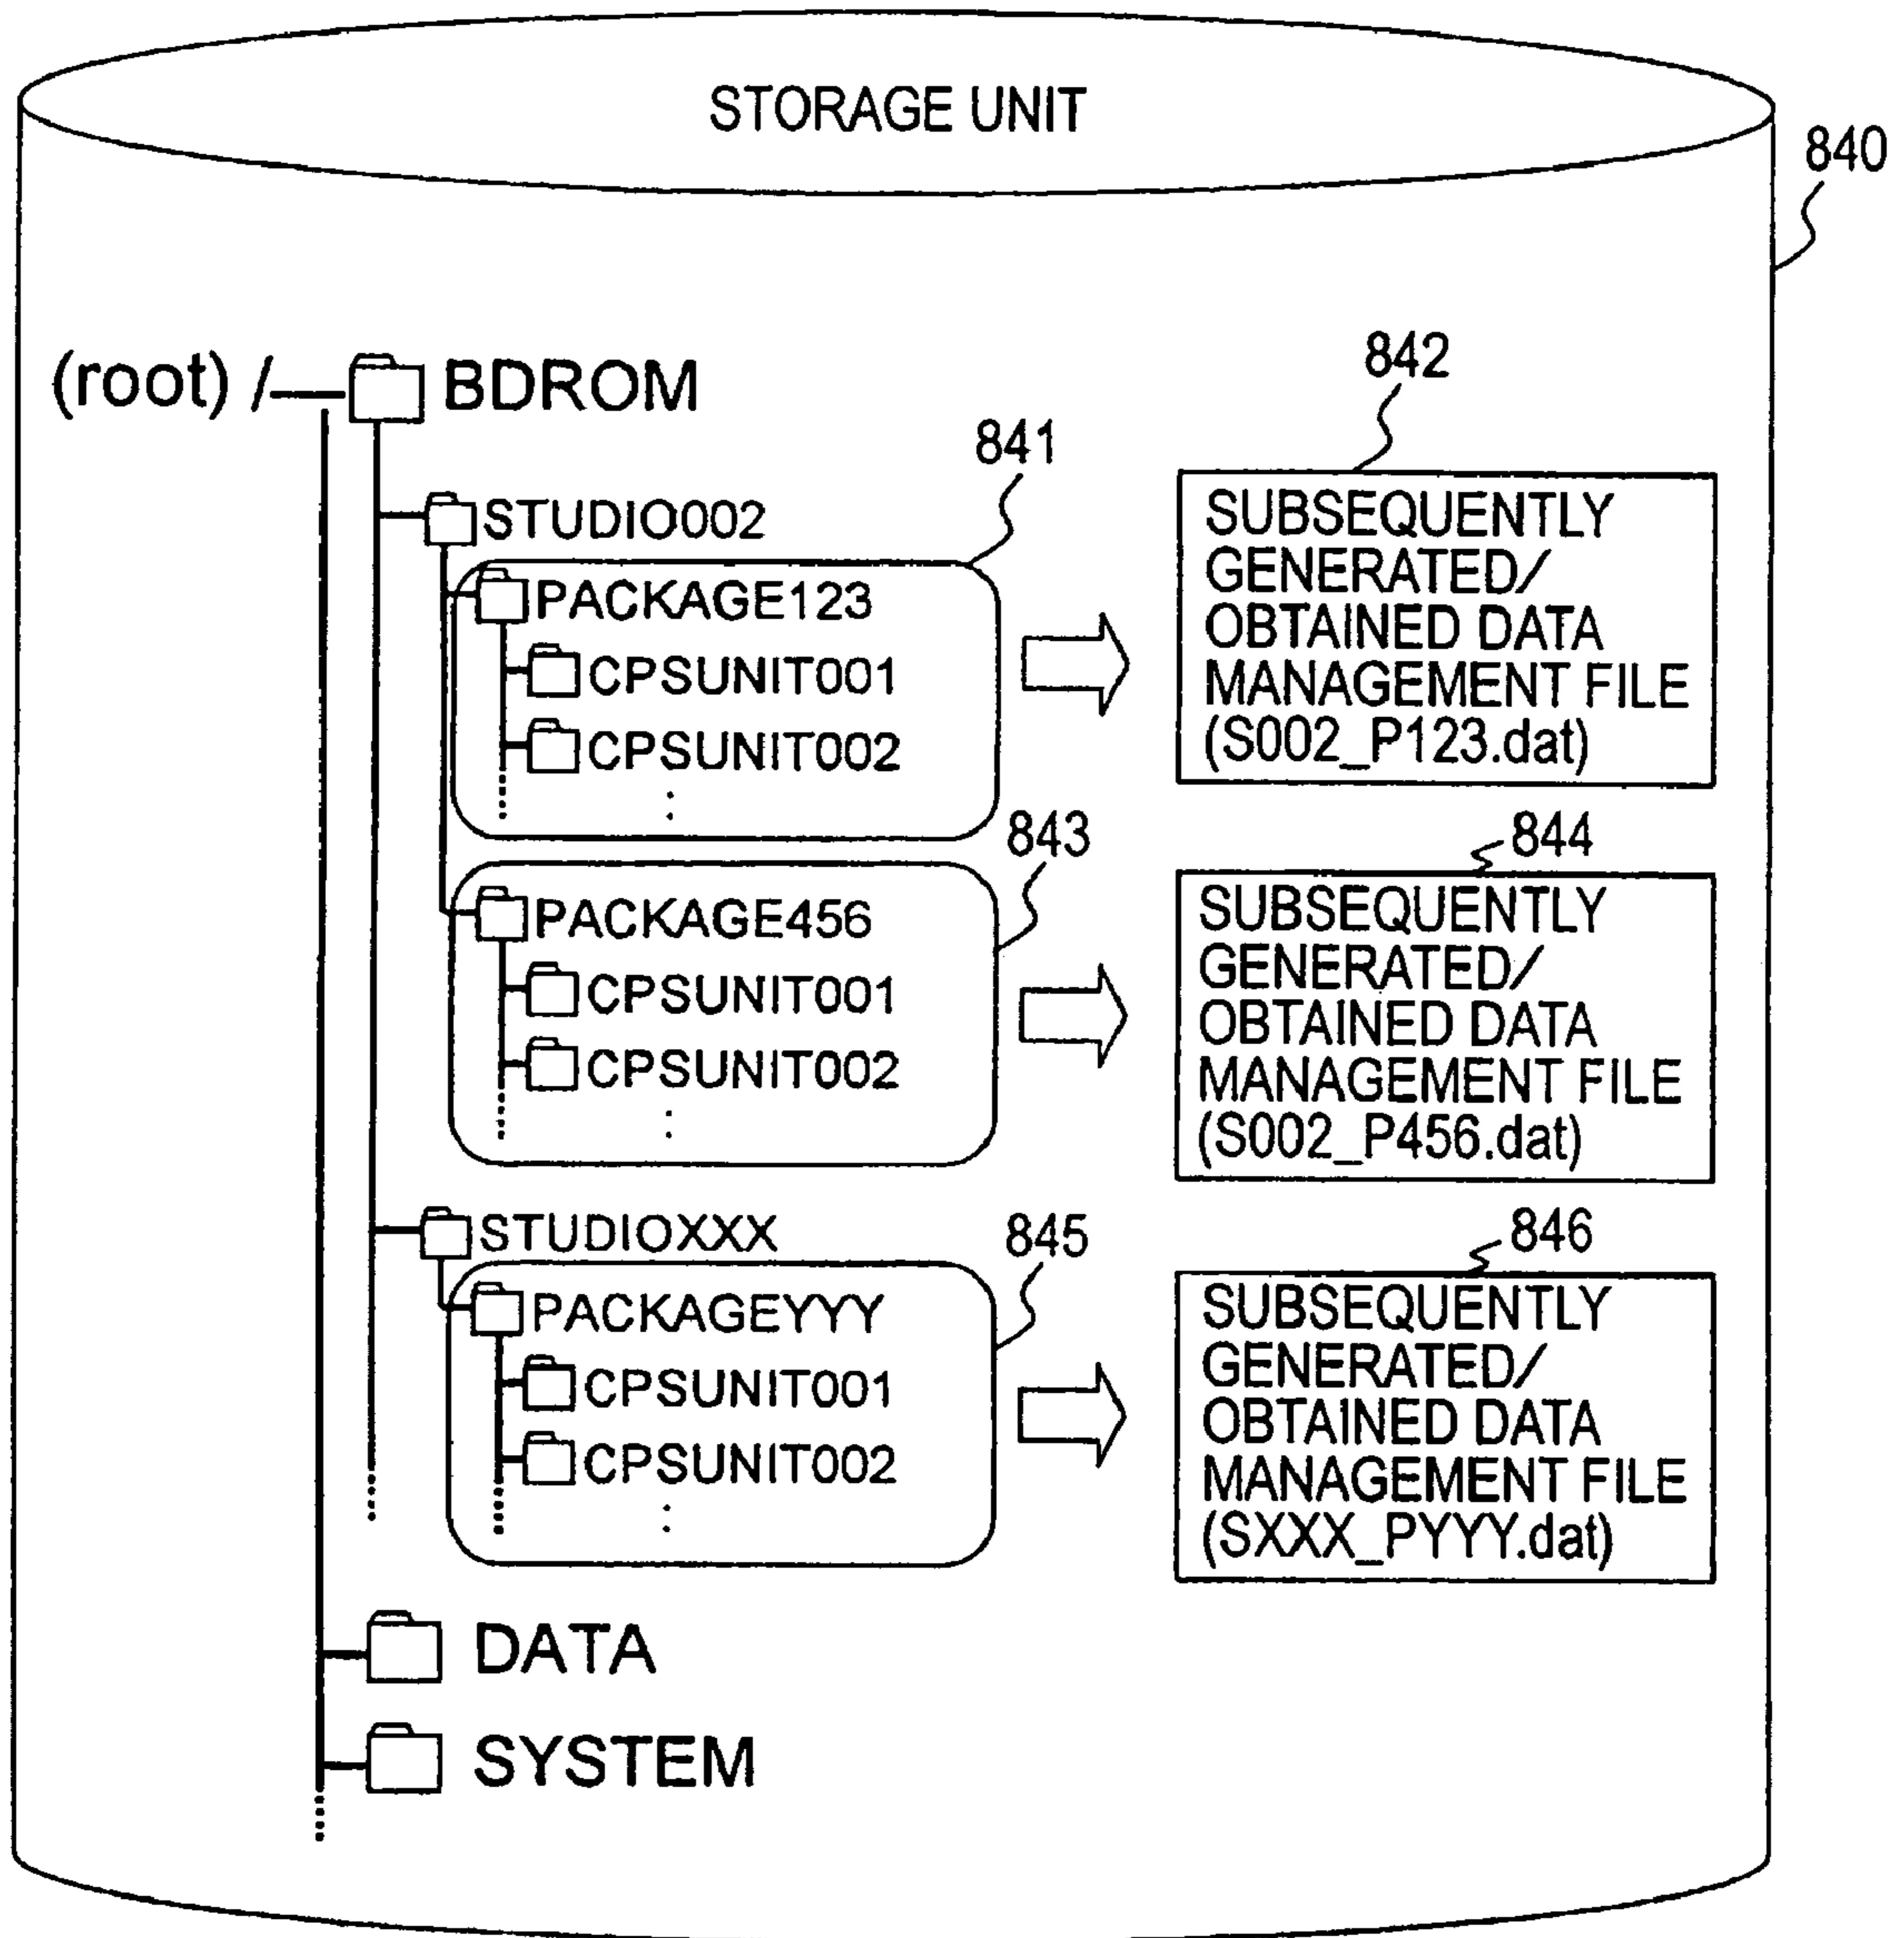 STORAGE UNIT
840
(root) /
BDROM
842
841
STUDIO002
PACKAGE123
CPSUNIT001
CPSUNIT002
SUBSEQUENTLY
GENERATED/
OBTAINED DATA
MANAGEMENT FILE
(S002_P123.dat)
843
844
PACKAGE456
CPSUNIT001
CPSUNIT002
SUBSEQUENTLY
GENERATED/
OBTAINED DATA
MANAGEMENT FILE
(S002_P456.dat)
STUDIOXXX
845
846
PACKAGEYYY
CPSUNIT001
CPSUNIT002
SUBSEQUENTLY
GENERATED/
OBTAINED DATA
MANAGEMENT FILE
(SXXX_PYYY.dat)
DATA
SYSTEM